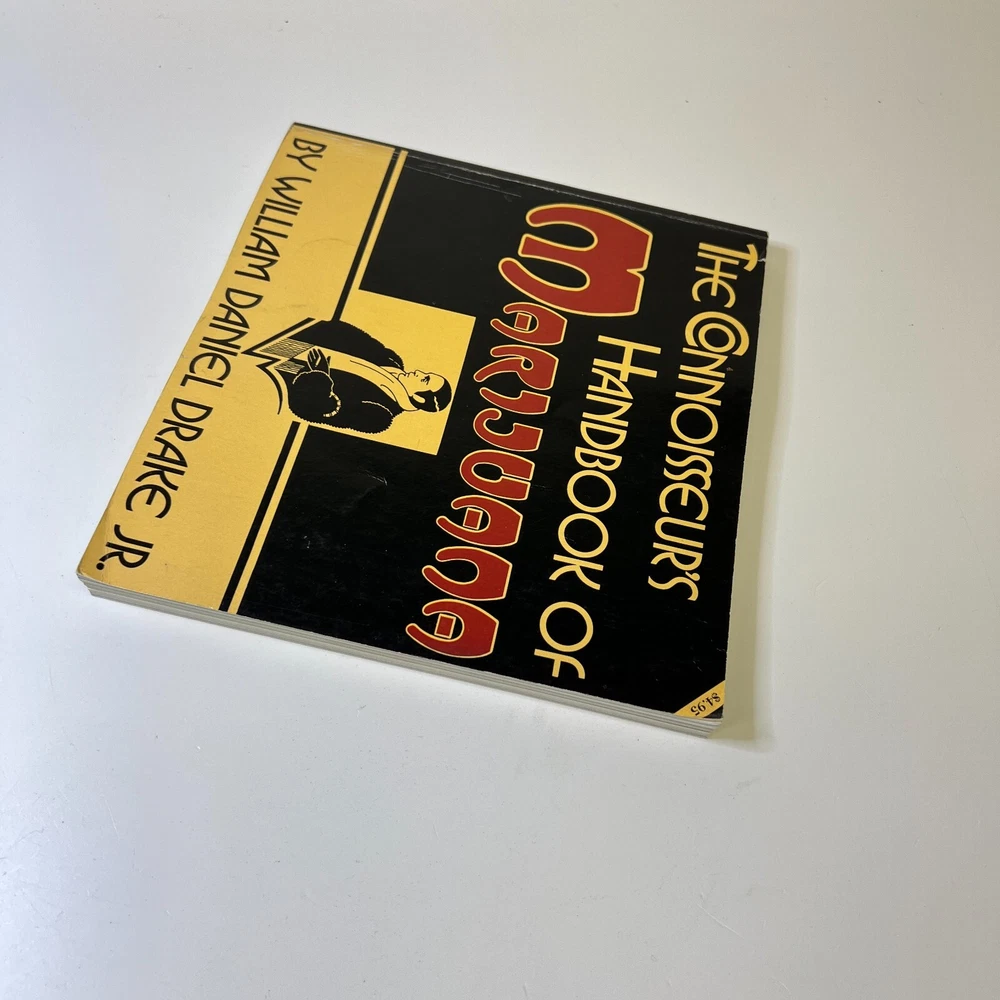 THE CONNOISSEUR'S
HANDBOOK OF
MARIJUANA
BY WILLIAM DANIEL DRAKE JR.
$4.95